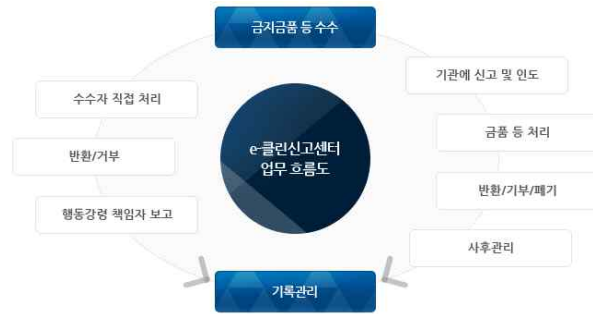 금지금품 등 수수
수수자 직접 처리
반환/거부
행동강령 책임자 보고
e-클린신고센터
업무 흐름도
기관에 신고 및 인도
금품 등 처리
반환/기부/폐기
사후관리
기록관리